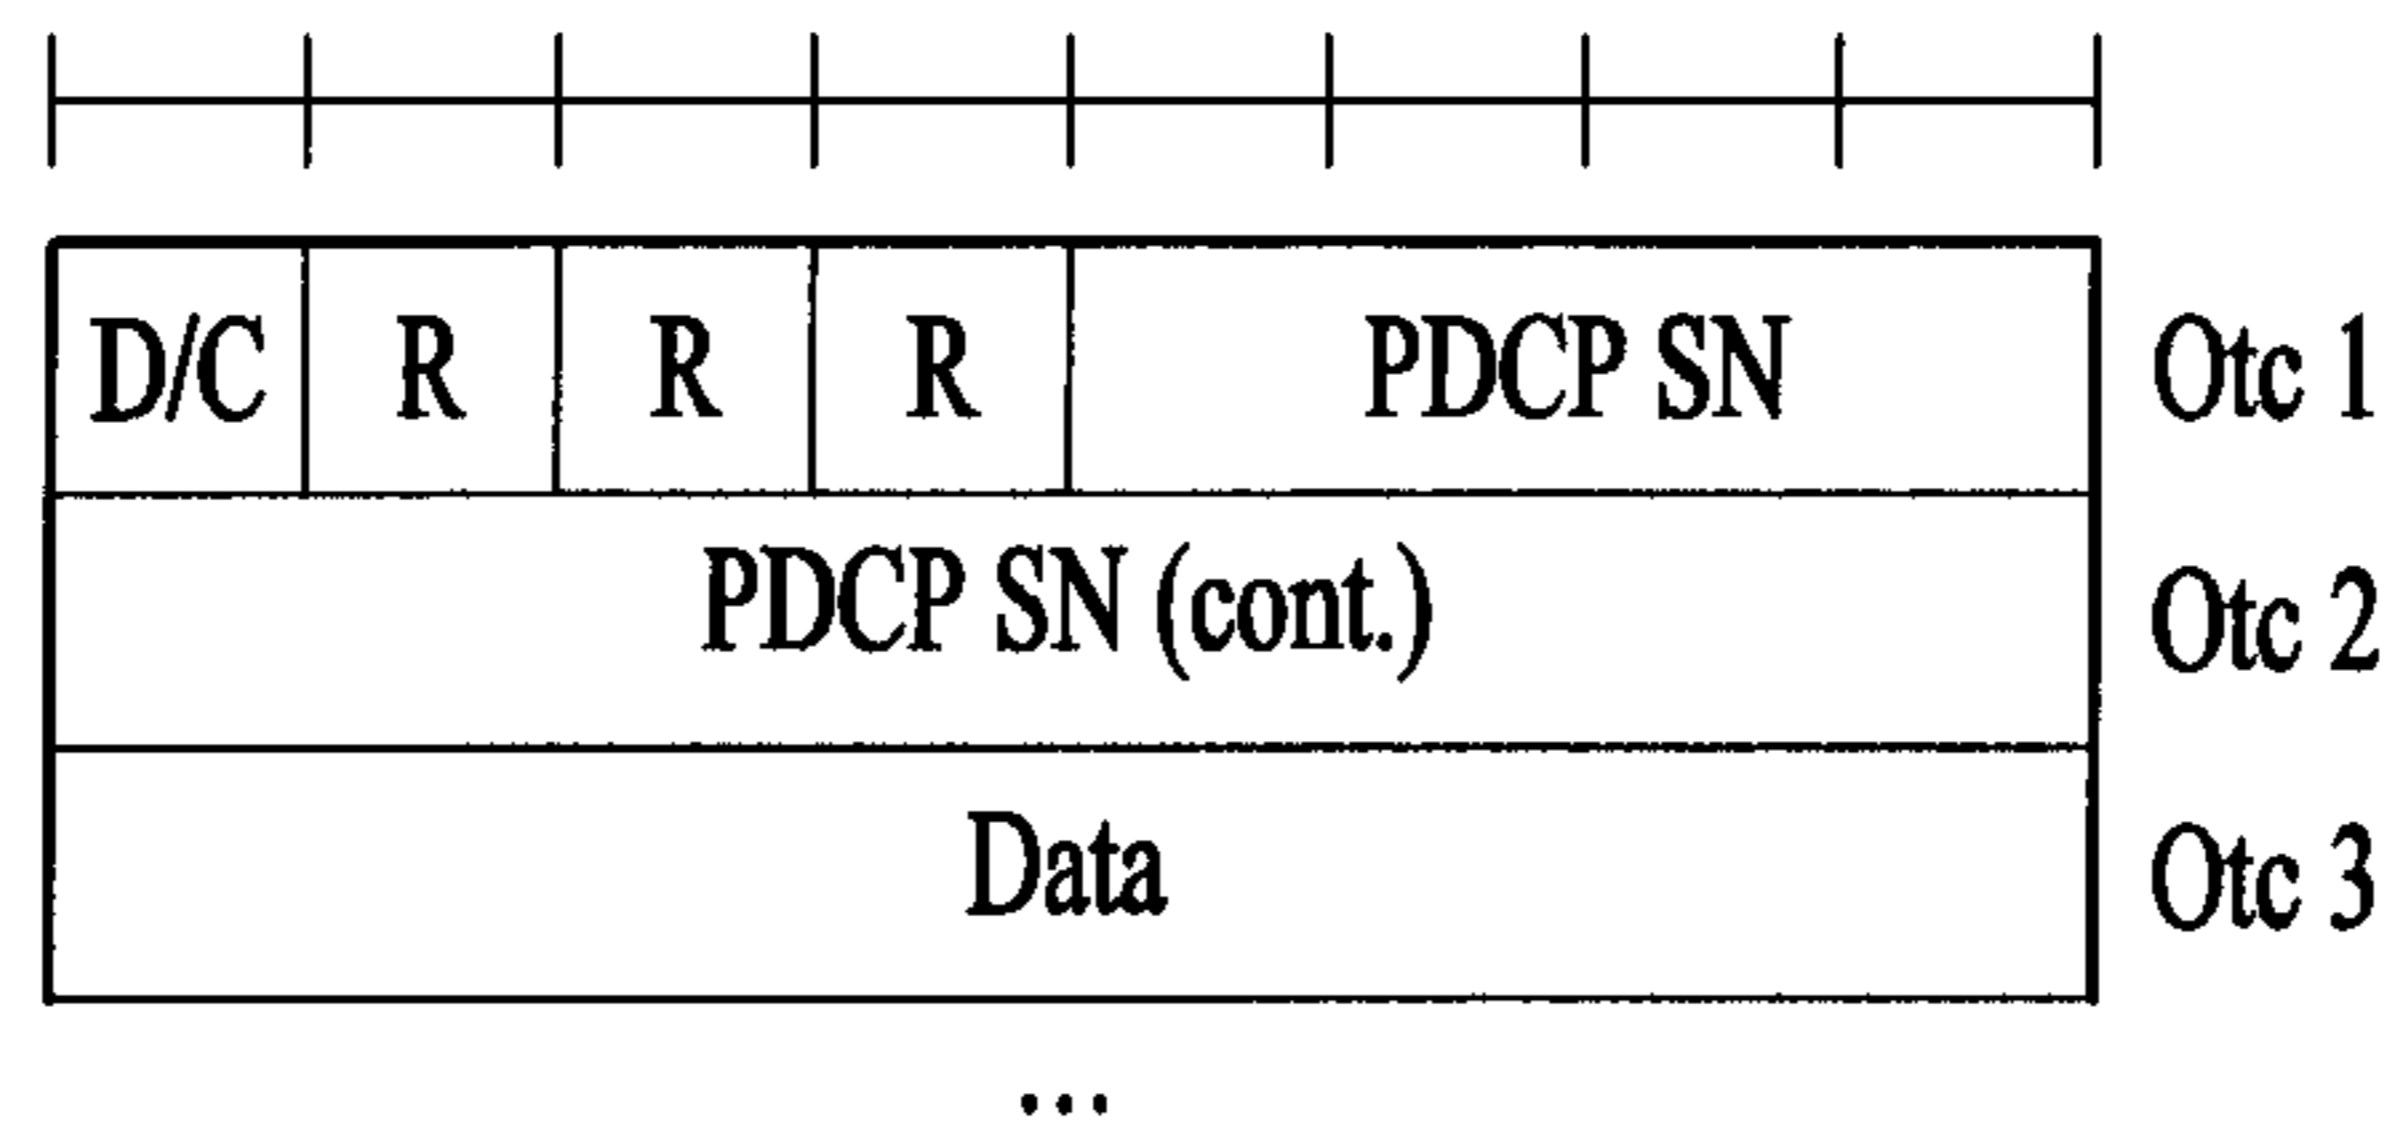 D/C R R R PDCP SN Otc 1
PDCP SN (cont.) Otc 2
Data Otc 3
...